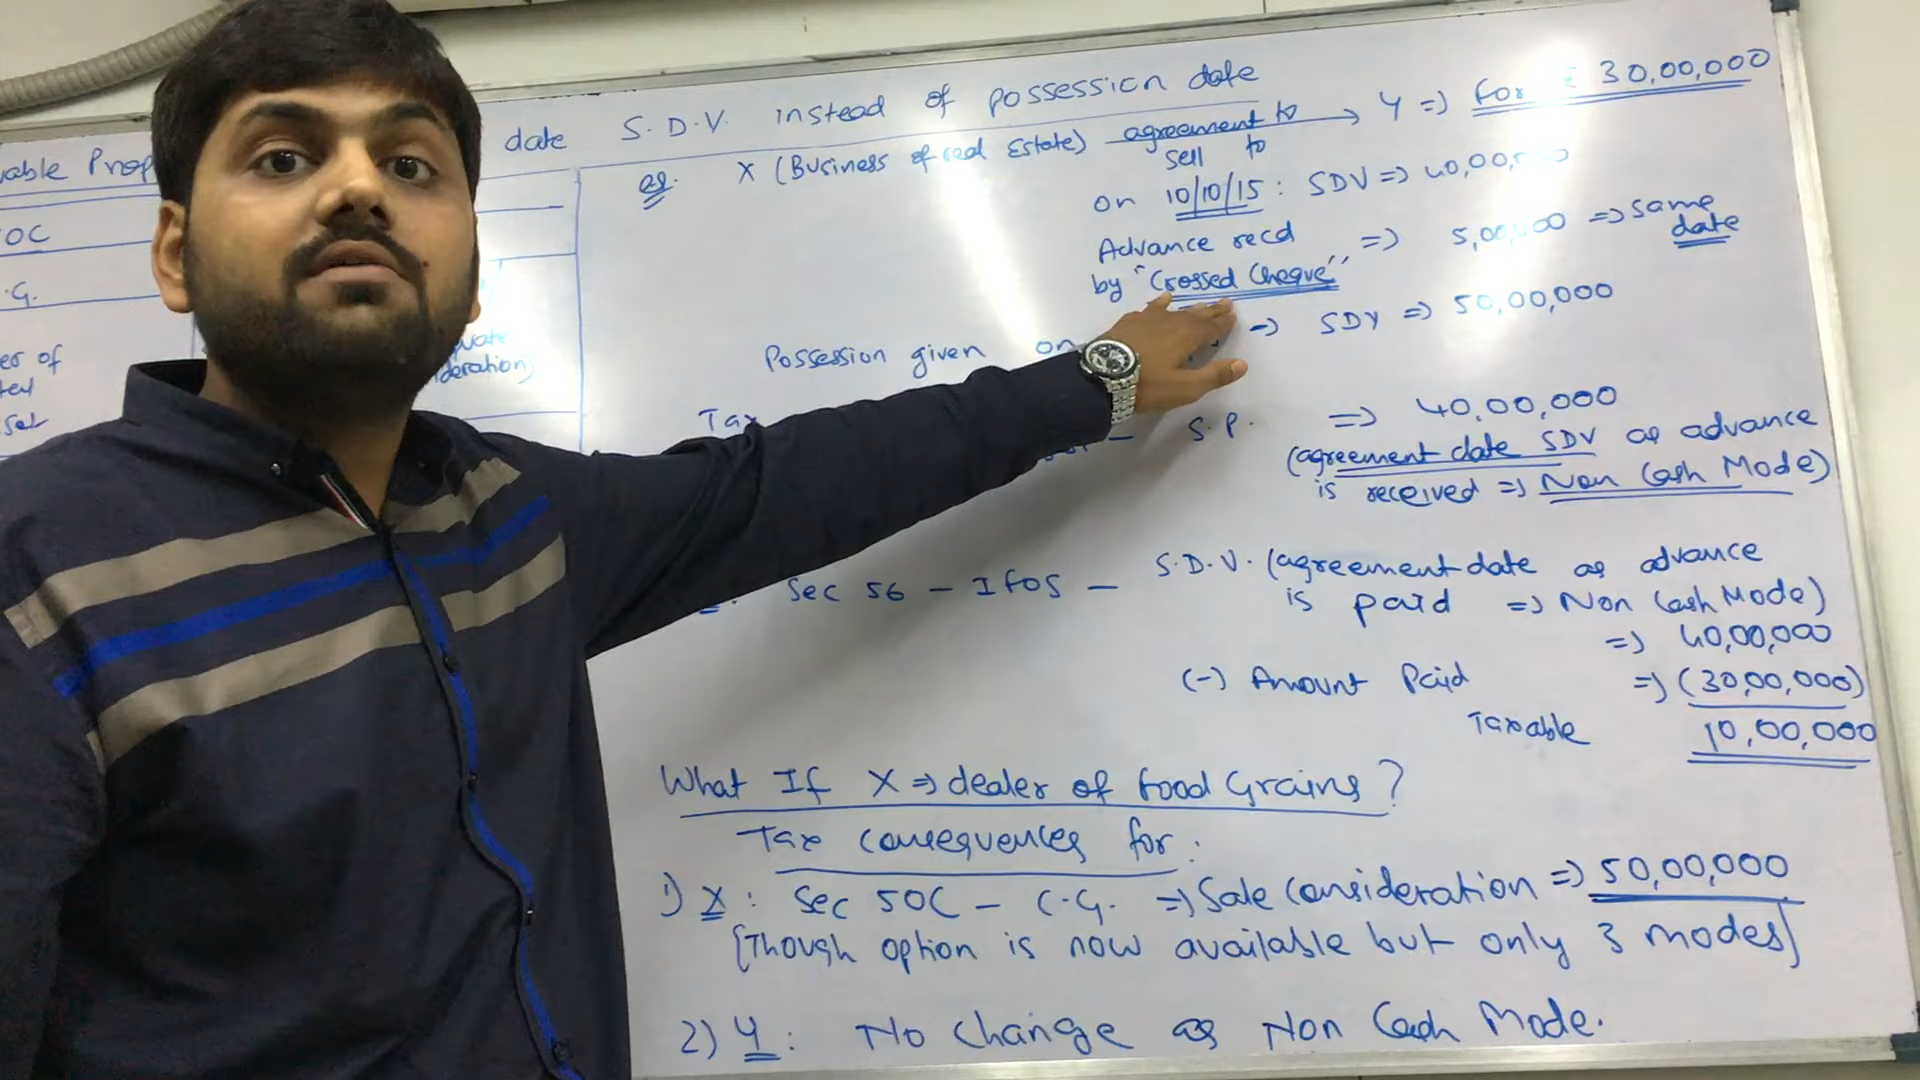 date S.D.V. instead of possession date
eg. X (Business of real Estate) agreement to sell to → Y => for ₹ 30,00,000
on 10/10/15 : SDV => 40,00,000
Advance recd => 5,00,000 => same date
by "Crossed Cheque"
Possession given on => SDV => 50,00,000
Tax
S.P. => 40,00,000
(agreement date SDV as advance
is received => Non Cash Mode)
Sec 56 - IFOS - S.D.V. (agreement date as advance
is paid => Non Cash Mode)
=> 40,00,000
(-) Amount Paid => (30,00,000)
Taxable 10,00,000
What If X => dealer of Food Grains?
Tax consequences for:
1) X : Sec 50C - C.G. => Sale Consideration => 50,00,000
[Though option is now available but only 3 modes]
2) Y : No change as Non Cash Mode.